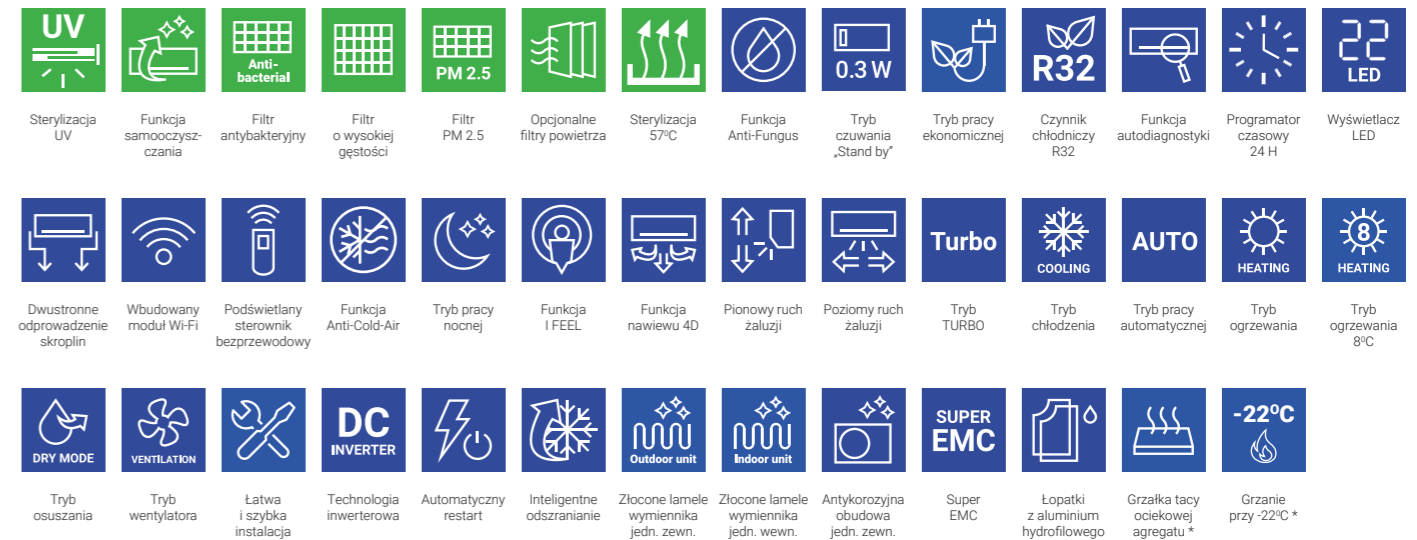 UV
Anti-
bacterial
PM 2.5
0.3 W
R32
22
LED
Sterylizacja
UV
Funkcja
samooczysz-
czania
Filtr
antybakteryjny
Filtr
o wysokiej
gęstości
Filtr
PM 2.5
Opcjonalne
filtry powietrza
Sterylizacja
57⁰C
Funkcja
Anti-Fungus
Tryb
czuwania
„Stand by”
Tryb pracy
ekonomicznej
Czynnik
chłodniczy
R32
Funkcja
autodiagnostyki
Programator
czasowy
24 H
Wyświetlacz
LED
Turbo
COOLING
AUTO
HEATING
8
HEATING
Dwustronne
odprowadzenie
skroplin
Wbudowany
moduł Wi-Fi
Podświetlany
sterownik
bezprzewodowy
Funkcja
Anti-Cold-Air
Tryb pracy
nocnej
Funkcja
I FEEL
Funkcja
nawiewu 4D
Pionowy ruch
żaluzji
Poziomy ruch
żaluzji
Tryb
TURBO
Tryb
chłodzenia
Tryb pracy
automatycznej
Tryb
ogrzewania
Tryb
ogrzewania
8⁰C
DRY MODE
VENTILATION
DC
INVERTER
Outdoor unit
Indoor unit
SUPER
EMC
-22⁰C
Tryb
osuszania
Tryb
wentylatora
Łatwa
i szybka
instalacja
Technologia
inwerterowa
Automatyczny
restart
Inteligentne
odszranianie
Złocone lamele
wymiennika
jedn. zewn.
Złocone lamele
wymiennika
jedn. wewn.
Antykorozyjna
obudowa
jedn. zewn.
Super
EMC
Łopatki
z aluminium
hydrofilowego
Grzałka tacy
ociekowej
agregatu *
Grzanie
przy -22⁰C *